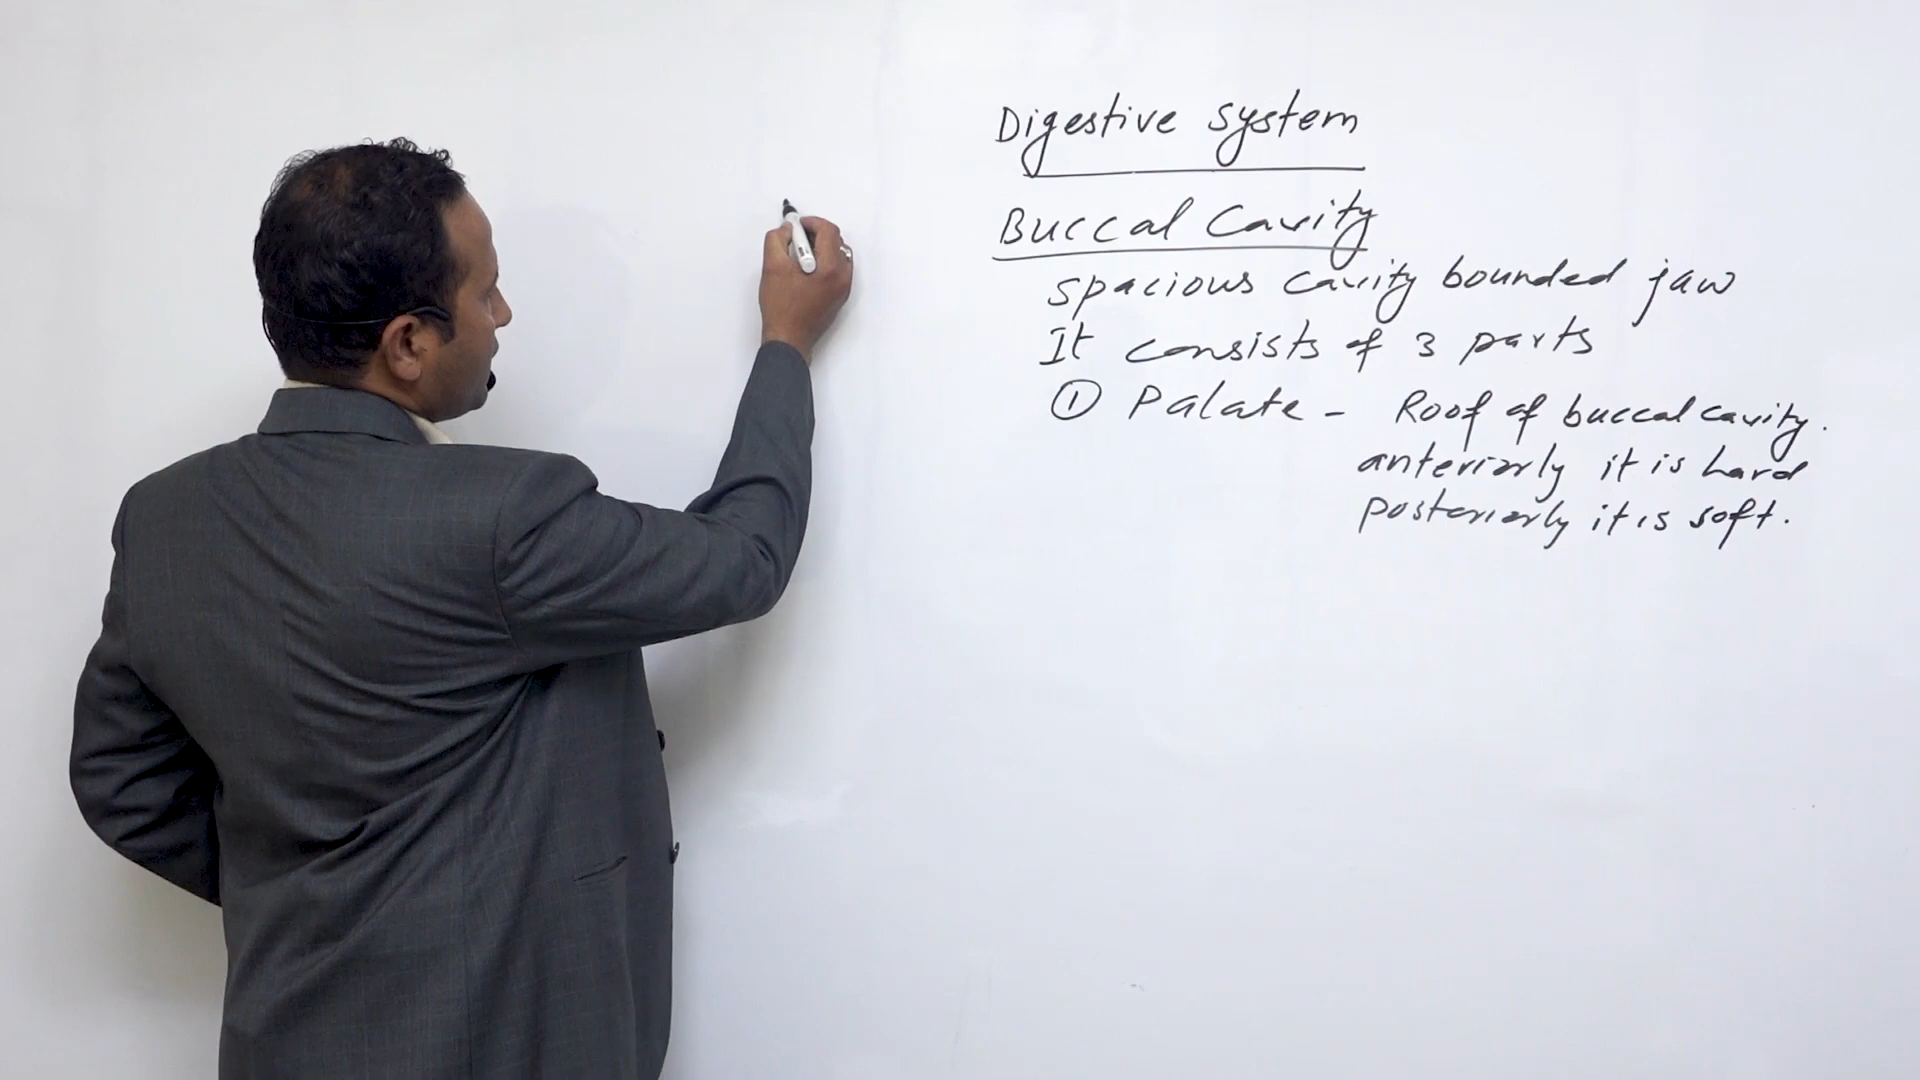 Digestive System
Buccal Cavity
spacious cavity bounded jaw
It consists of 3 parts
① Palate - Roof of buccal cavity.
anteriorly it is hard
posteriorly it is soft.